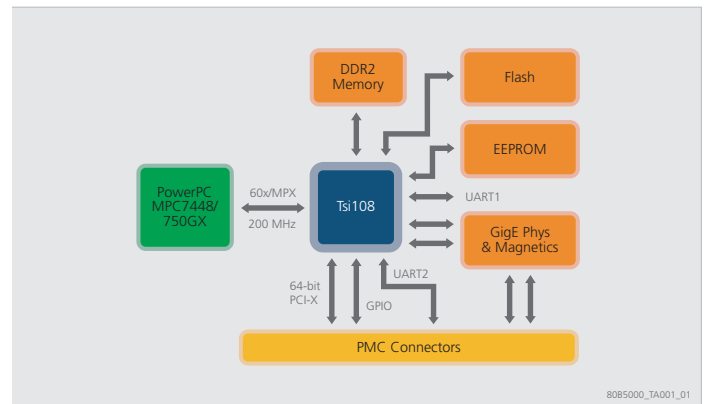 DDR2
Memory
Flash
EEPROM
PowerPC
MPC7448/
750GX
60x/MPX
200 MHz
Tsi108
UART1
GigE Phys
& Magnetics
UART2
64-bit
PCI-X
GPIO
PMC Connectors
80B5000_TA001_01